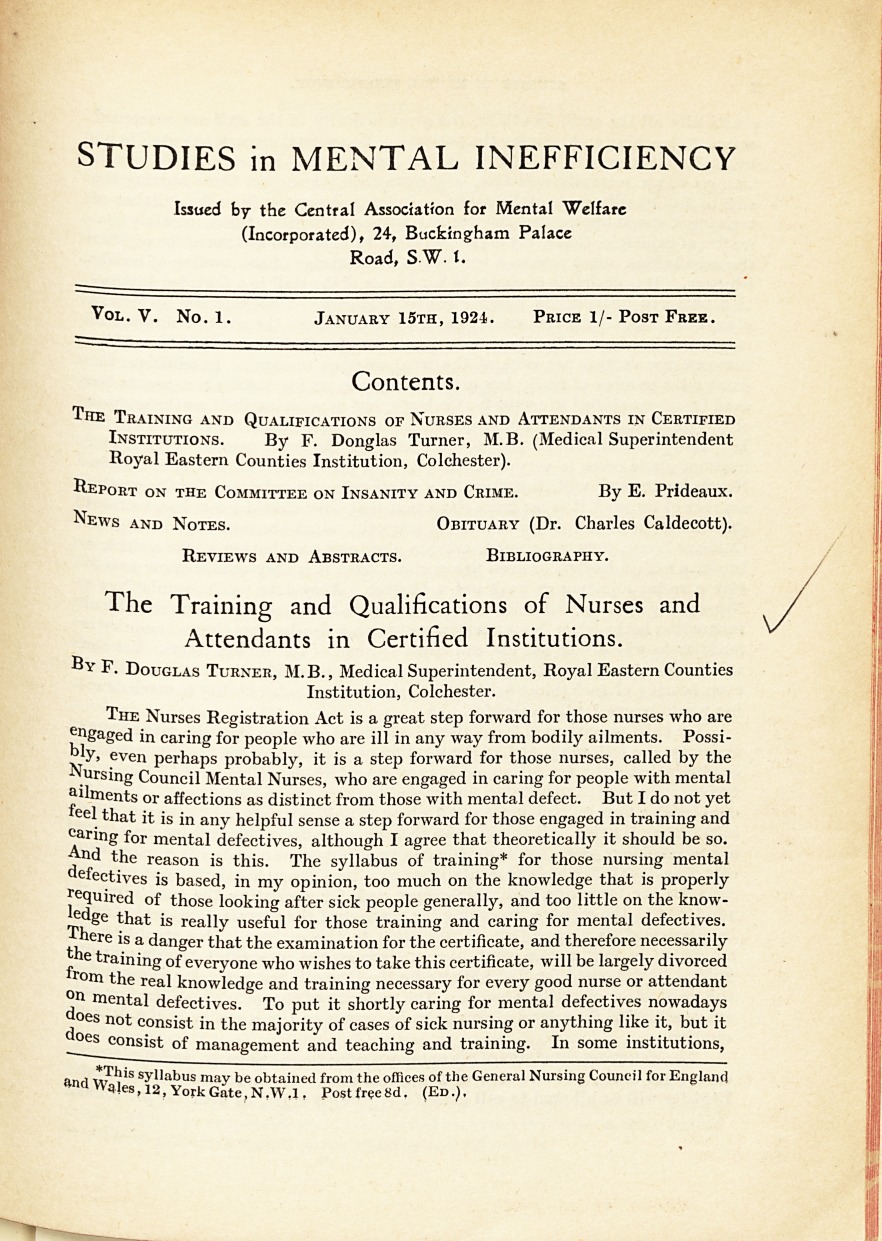 STUDIES in MENTAL INEFFICIENCY
Issued by the Central Association for Mental Welfare
(Incorporated), 24, Buckingham Palace
Road, S.W. 1.
VOL. V. No. 1. JANUARY 15TH, 1924. PRICE 1/- POST FREE.
Contents.
THE TRAINING AND QUALIFICATIONS OF NURSES AND ATTENDANTS IN CERTIFIED
INSTITUTIONS. By F. Donglas Turner, M.B. (Medical Superintendent
Royal Eastern Counties Institution, Colchester).
REPORT ON THE COMMITTEE ON INSANITY AND CRIME. By E. Prideaux.
NEWS AND NOTES. OBITUARY (Dr. Charles Caldecott).
REVIEWS AND ABSTRACTS. BIBLIOGRAPHY.
The Training and Qualifications of Nurses and
Attendants in Certified Institutions.
BY F. DOUGLAS TURNER, M.B., Medical Superintendent, Royal Eastern Counties
Institution, Colchester.
THE Nurses Registration Act is a great step forward for those nurses who are
engaged in caring for people who are ill in any way from bodily ailments. Possi-
bly, even perhaps probably, it is a step forward for those nurses, called by the
Nursing Council Mental Nurses, who are engaged in caring for people with mental
ailments or affections as distinct from those with mental defect. But I do not yet
feel that it is in any helpful sense a step forward for those engaged in training and
caring for mental defectives, although I agree that theoretically it should be so.
And the reason is this. The syllabus of training* for those nursing mental
defectives is based, in my opinion, too much on the knowledge that is properly
required of those looking after sick people generally, and too little on the know-
ledge that is really useful for those training and caring for mental defectives.
There is a danger that the examination for the certificate, and therefore necessarily
the training of everyone who wishes to take this certificate, will be largely divorced
from the real knowledge and training necessary for every good nurse or attendant
on mental defectives. To put it shortly caring for mental defectives nowadays
does not consist in the majority of cases of sick nursing or anything like it, but it
does consist of management and teaching and training. In some institutions,
*This syllabus may be obtained from the offices of the General Nursing Council for England
and Wales, 12, York Gate, N.W.1. Post free 8d. (ED.).